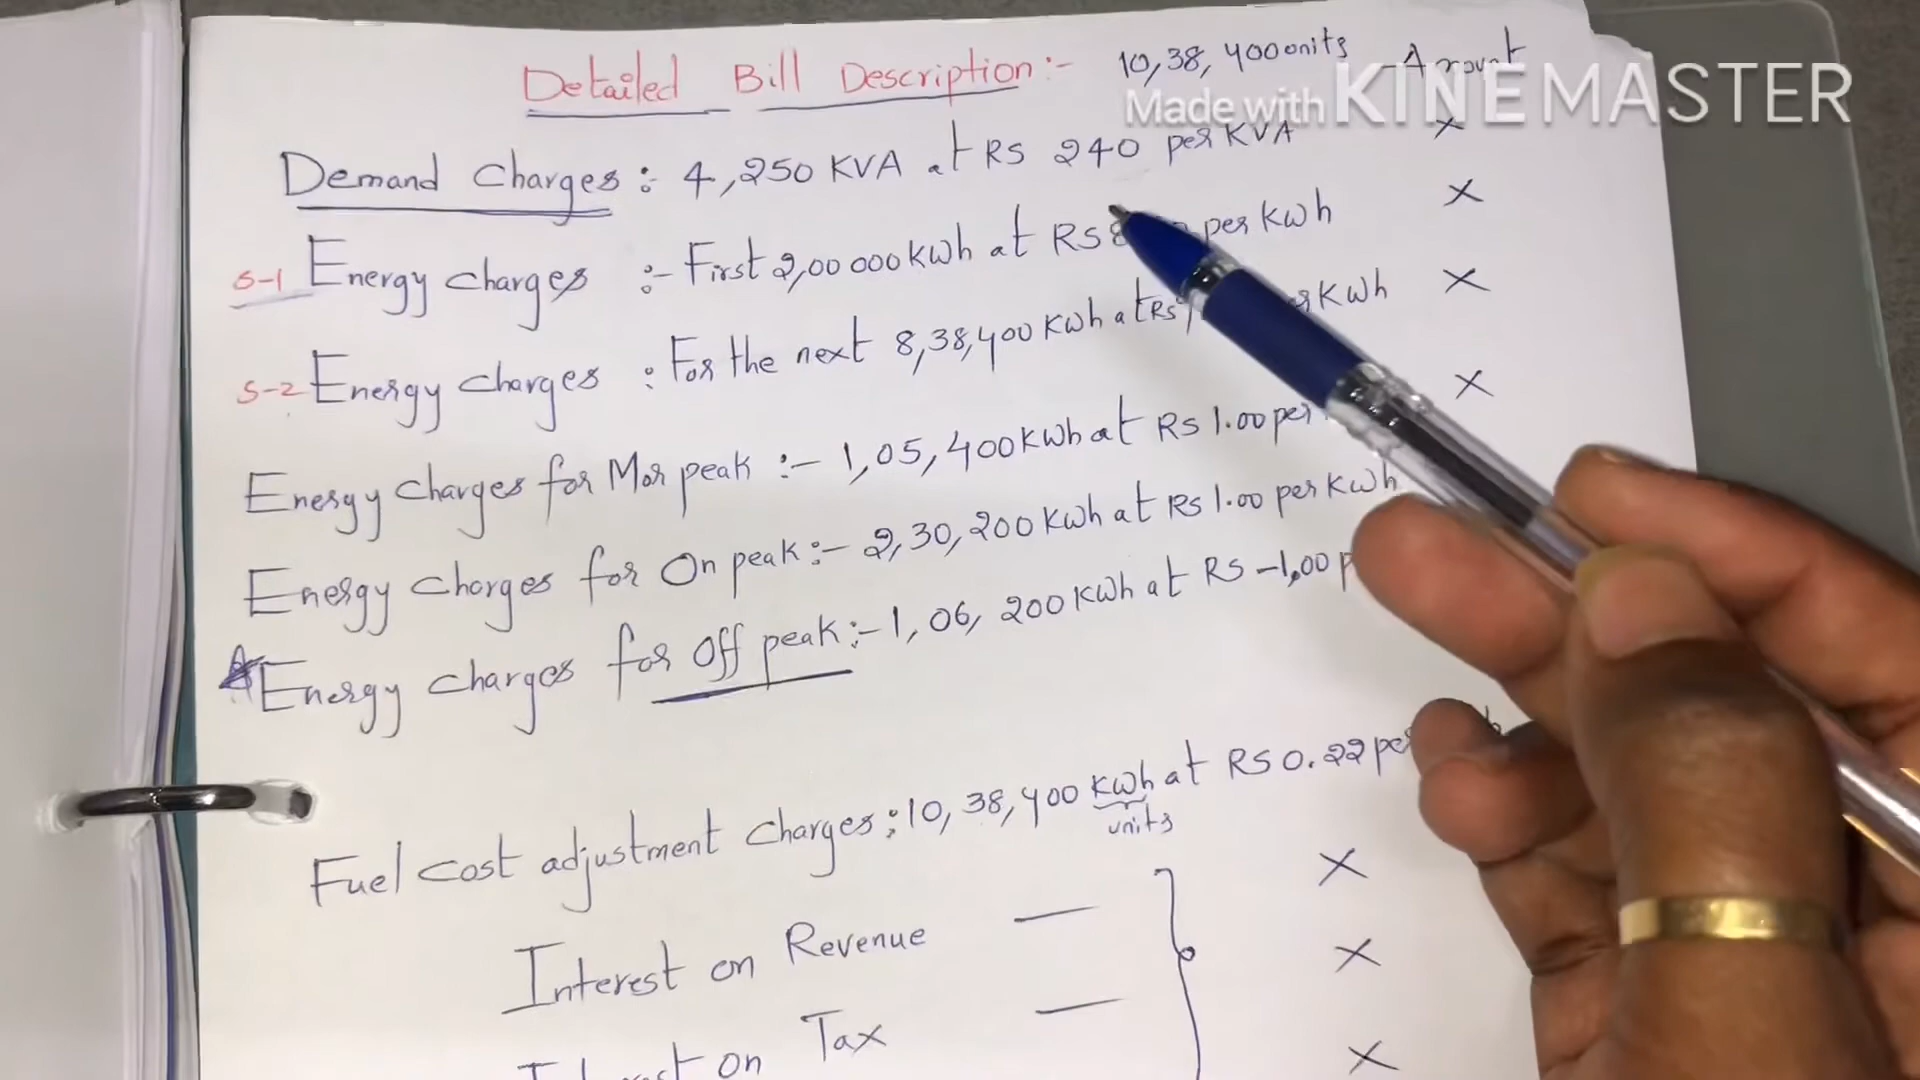 Detailed Bill Description:- 10,38,400 units - Amount
Made with KINEMASTER
Demand Charges :- 4,250 KVA at RS 240 per KVA X
S-1 Energy charges :- First 2,00 000 KWh at RS per KWh X
S-2 Energy charges : For the next 8,38,400 KWh at RS KWh X
Energy Charges for Mor peak :- 1,05,400 KWh at RS 1.00 per X
Energy Charges for On peak :- 2,30,200 KWh at RS 1.00 per KWh
Energy charges for Off peak :- 1,06,200 KWh at RS -1,00
Fuel cost adjustment charges : 10,38,400 KWh at RS 0.22 per
units
X
Interest on Revenue — X
on Tax — X